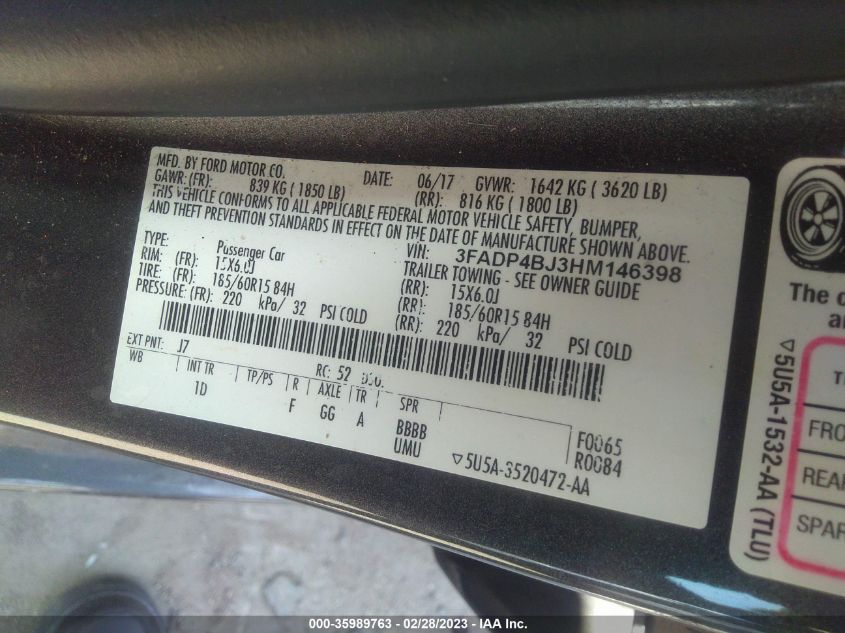 MFD. BY FORD MOTOR CO.
DATE: 06/17 GVWR: 1642 KG ( 3620 LB)
GAWR:(FR): 839 KG ( 1850 LB) (RR): 816 KG ( 1800 LB)
THIS VEHICLE CONFORMS TO ALL APPLICABLE FEDERAL MOTOR VEHICLE SAFETY, BUMPER,
AND THEFT PREVENTION STANDARDS IN EFFECT ON THE DATE OF MANUFACTURE SHOWN ABOVE.
VIN: 3FADP4BJ3HM146398
TYPE: Passenger Car TRAILER TOWING - SEE OWNER GUIDE
RIM: (FR): 15X6.0J (RR): 15X6.0J
TIRE: (FR): 185/60R15 84H (RR): 185/60R15 84H
PRESSURE: (FR): 220 kPa/ 32 PSI COLD (RR): 220 kPa/ 32 PSI COLD
EXT PNT: J7 RC: 52
WB INT TR TP/PS R AXLE TR SPR
1D F GG A BBBB
UMU
F0065
R0084
▽5U5A-3520472-AA
The
▽5U5A-1532-AA (TLU)
FRO
REAR
SPAR
000-35989763 - 02/28/2023 - IAA Inc.